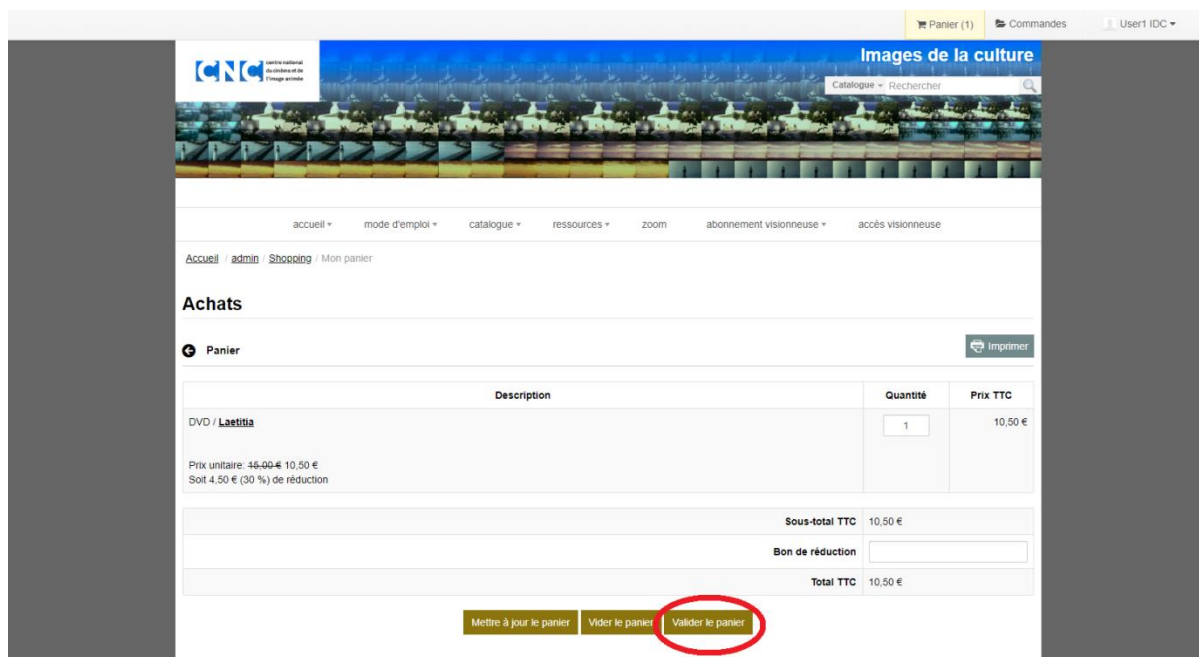 Panier (1) Commandes User1 IDC
CNC centre national
du cinéma et de
l'image animée
Images de la culture
Catalogue Rechercher
accueil mode d'emploi catalogue ressources zoom abonnement visionneuse accès visionneuse
Accueil / admin / Shopping / Mon panier
Achats
Panier Imprimer
Description Quantité Prix TTC
DVD / Laetitia 1 10,50 €
Prix unitaire: 15,00 € 10,50 €
Soit 4,50 € (30 %) de réduction
Sous-total TTC 10,50 €
Bon de réduction
Total TTC 10,50 €
Mettre à jour le panier Vider le panier Valider le panier